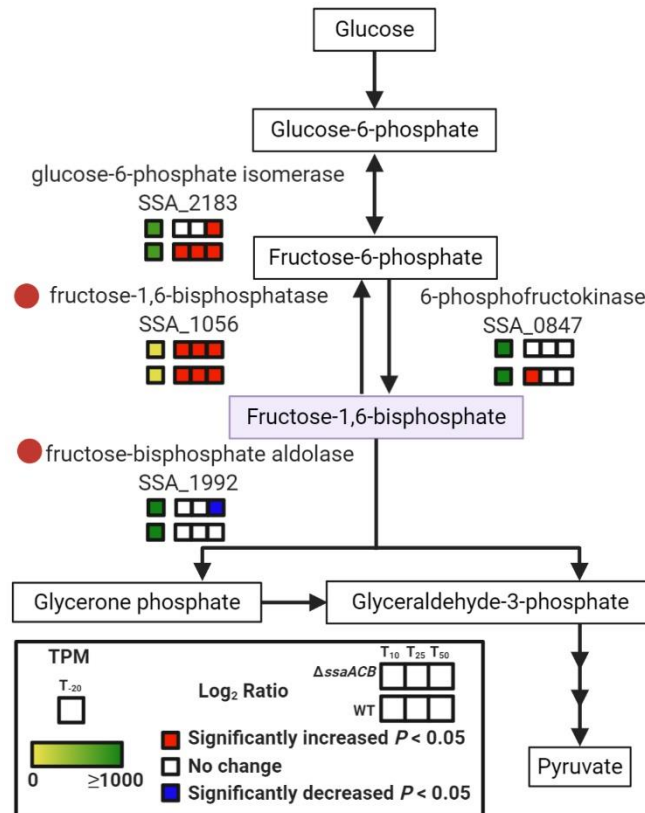 Glucose
Glucose-6-phosphate
glucose-6-phosphate isomerase
SSA_2183
Fructose-6-phosphate
fructose-1,6-bisphosphatase
SSA_1056
6-phosphofructokinase
SSA_0847
Fructose-1,6-bisphosphate
fructose-bisphosphate aldolase
SSA_1992
Glycerone phosphate
Glyceraldehyde-3-phosphate
TPM
T-20
0 ≥1000
Log₂ Ratio
T₁₀ T₂₅ T₅₀
ΔssaACB
WT
Significantly increased P < 0.05
No change
Significantly decreased P < 0.05
Pyruvate